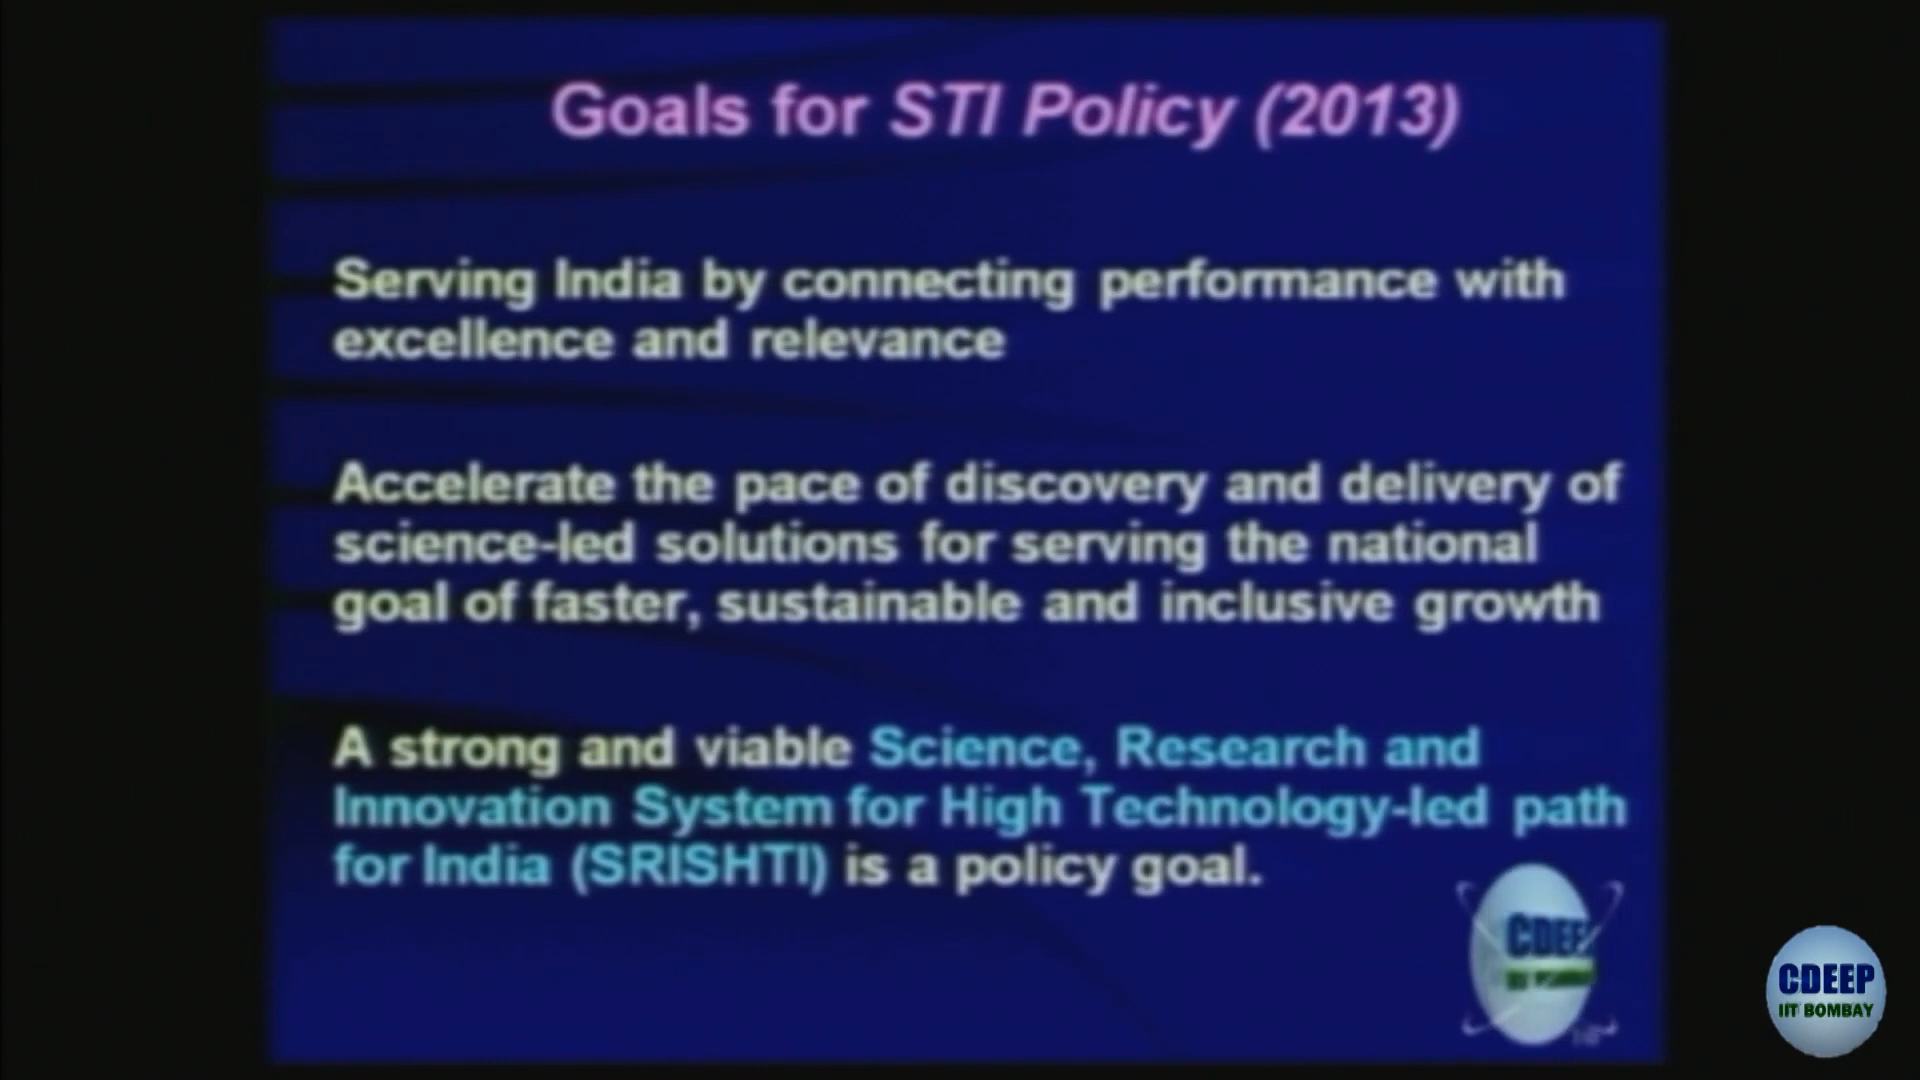 Goals for STI Policy (2013)
Serving India by connecting performance with
excellence and relevance
Accelerate the pace of discovery and delivery of
science-led solutions for serving the national
goal of faster, sustainable and inclusive growth
A strong and viable Science, Research and
Innovation System for High Technology-led path
for India (SRISHTI) is a policy goal.
CDEEP
IIT BOMBAY